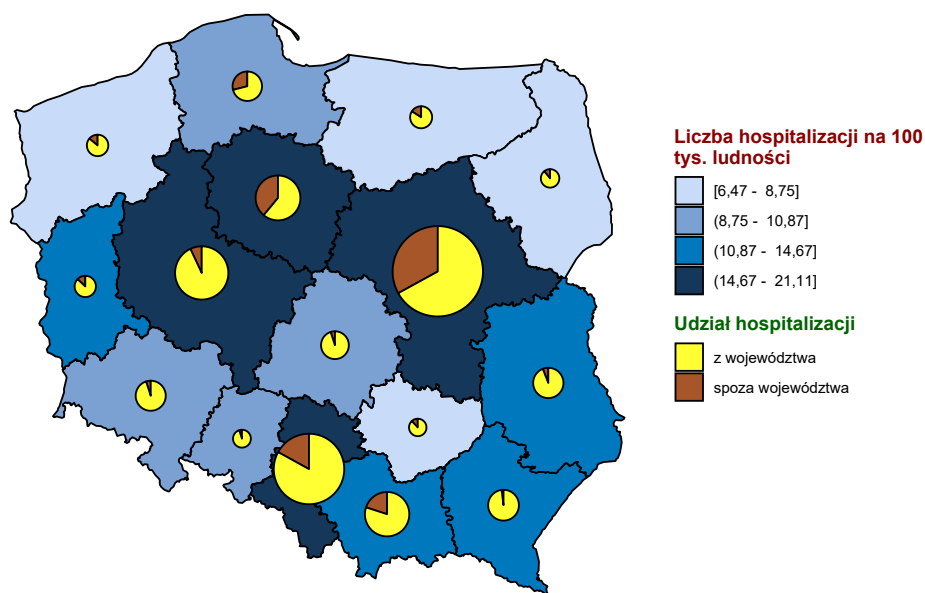 Liczba hospitalizacji na 100
tys. ludności
[6,47 - 8,75]
(8,75 - 10,87]
(10,87 - 14,67]
(14,67 - 21,11]
Udział hospitalizacji
z województwa
spoza województwa